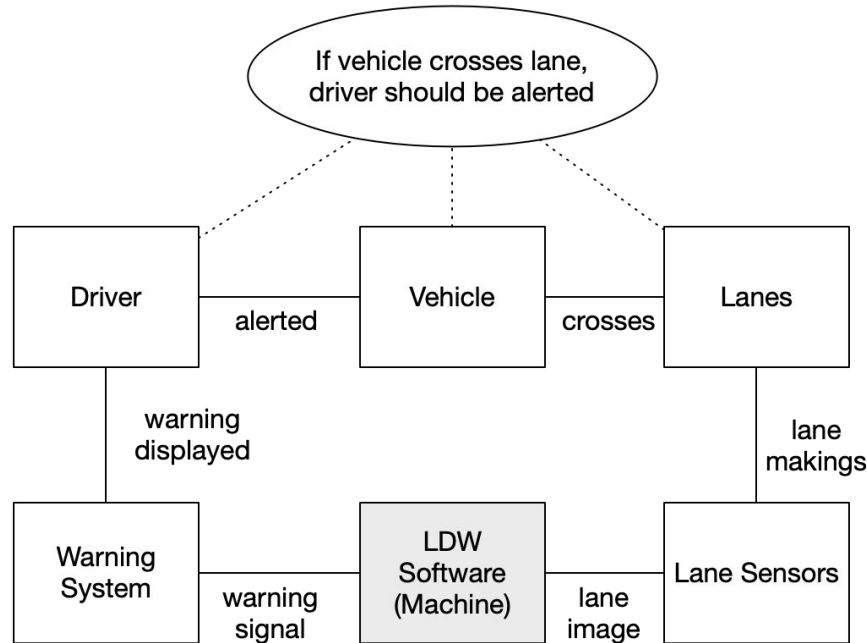 If vehicle crosses lane,
driver should be alerted
Driver
Vehicle
Lanes
alerted
crosses
warning
displayed
lane
makings
Warning
System
LDW
Software
(Machine)
Lane Sensors
warning
signal
lane
image